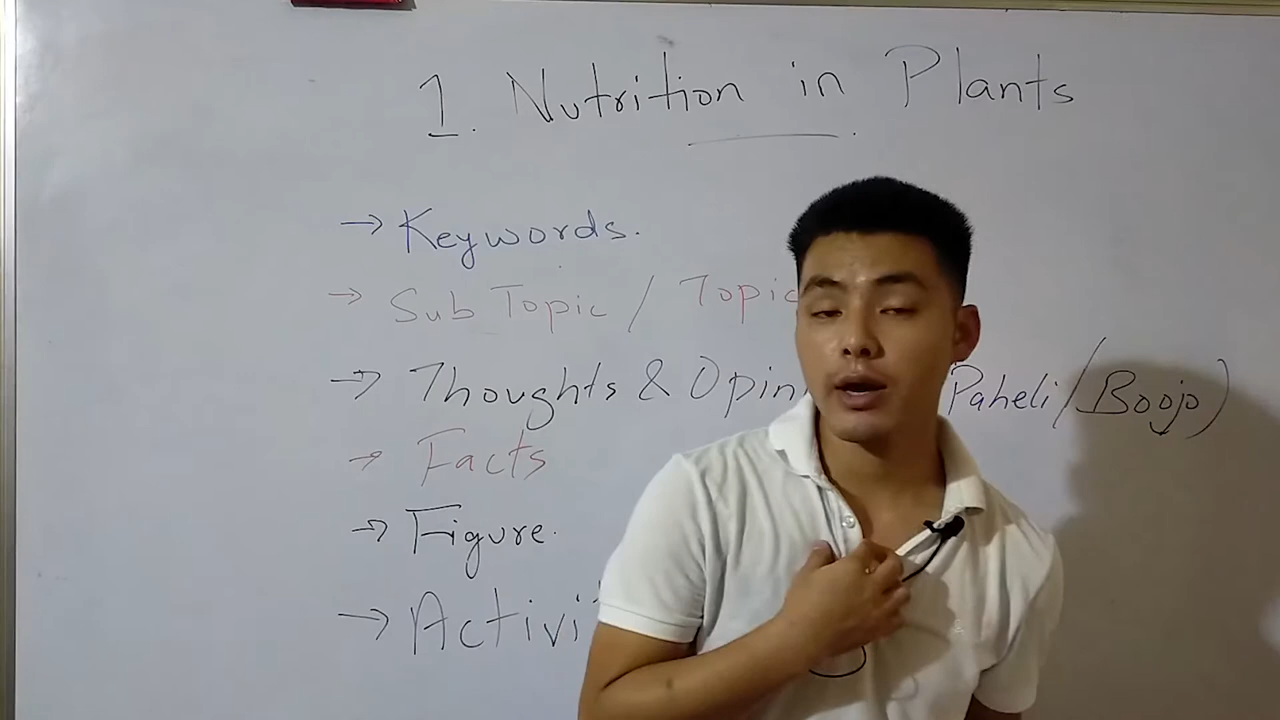 1. Nutrition in Plants
→ Keywords.
→ Sub Topic / Topic
→ Thoughts & Opin Paheli/Boojo)
→ Facts
→ Figure.
→ Activi